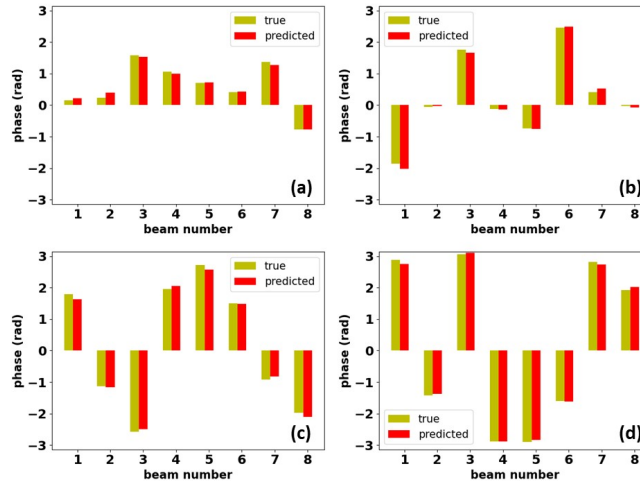 3
2
1
0
−1
−2
−3
phase (rad)
true
predicted
(a)
1 2 3 4 5 6 7 8
beam number
3
2
1
0
−1
−2
−3
phase (rad)
true
predicted
(b)
1 2 3 4 5 6 7 8
beam number
3
2
1
0
−1
−2
−3
phase (rad)
true
predicted
(c)
1 2 3 4 5 6 7 8
beam number
3
2
1
0
−1
−2
−3
phase (rad)
true
predicted
(d)
1 2 3 4 5 6 7 8
beam number